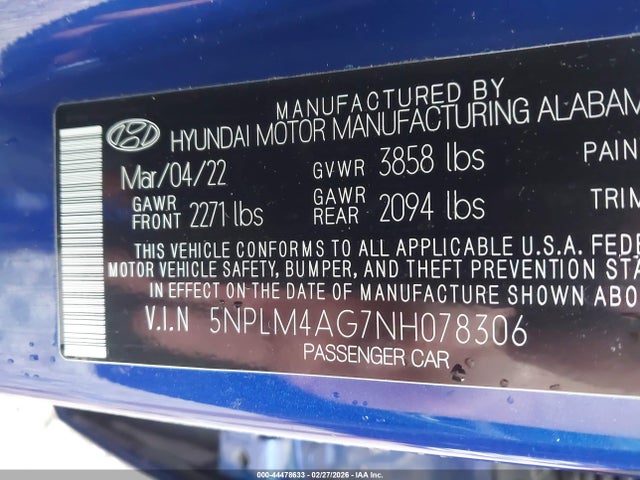 MANUFACTURED BY
HYUNDAI MOTOR MANUFACTURING ALABAM
Mar/04/22 GVWR 3858 lbs PAIN
GAWR FRONT 2271 lbs GAWR REAR 2094 lbs TRIM
THIS VEHICLE CONFORMS TO ALL APPLICABLE U.S.A. FEDE
MOTOR VEHICLE SAFETY, BUMPER, AND THEFT PREVENTION STA
IN EFFECT ON THE DATE OF MANUFACTURE SHOWN ABO
V.I.N 5NPLM4AG7NH078306
PASSENGER CAR
000-44478633 - 02/27/2026 - IAA Inc.